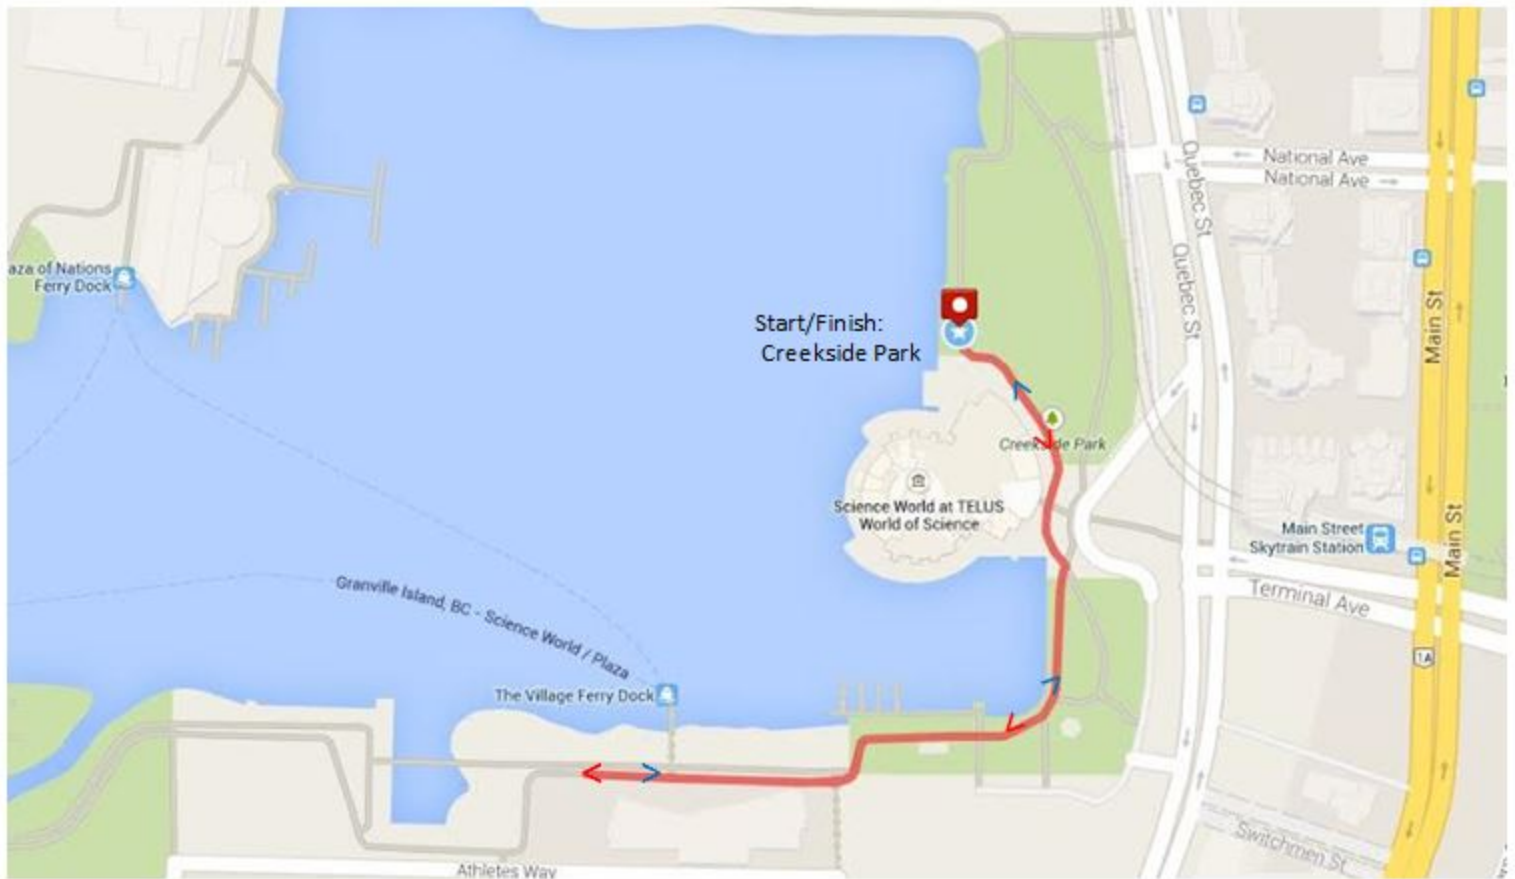 National Ave
National Ave
Quebec St
Quebec St
Main St
aza of Nations
Ferry Dock
Start/Finish:
Creekside Park
Creekside Park
Science World at TELUS
World of Science
Main Street
Skytrain Station
Main St
Terminal Ave
Granville Island, BC - Science World / Plaza
The Village Ferry Dock
1A
Switchmen St
Athletes Way